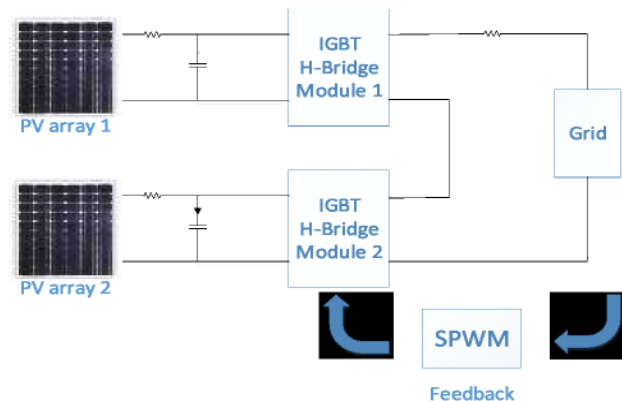 PV array 1
IGBT
H-Bridge
Module 1
Grid
PV array 2
IGBT
H-Bridge
Module 2
SPWM
Feedback